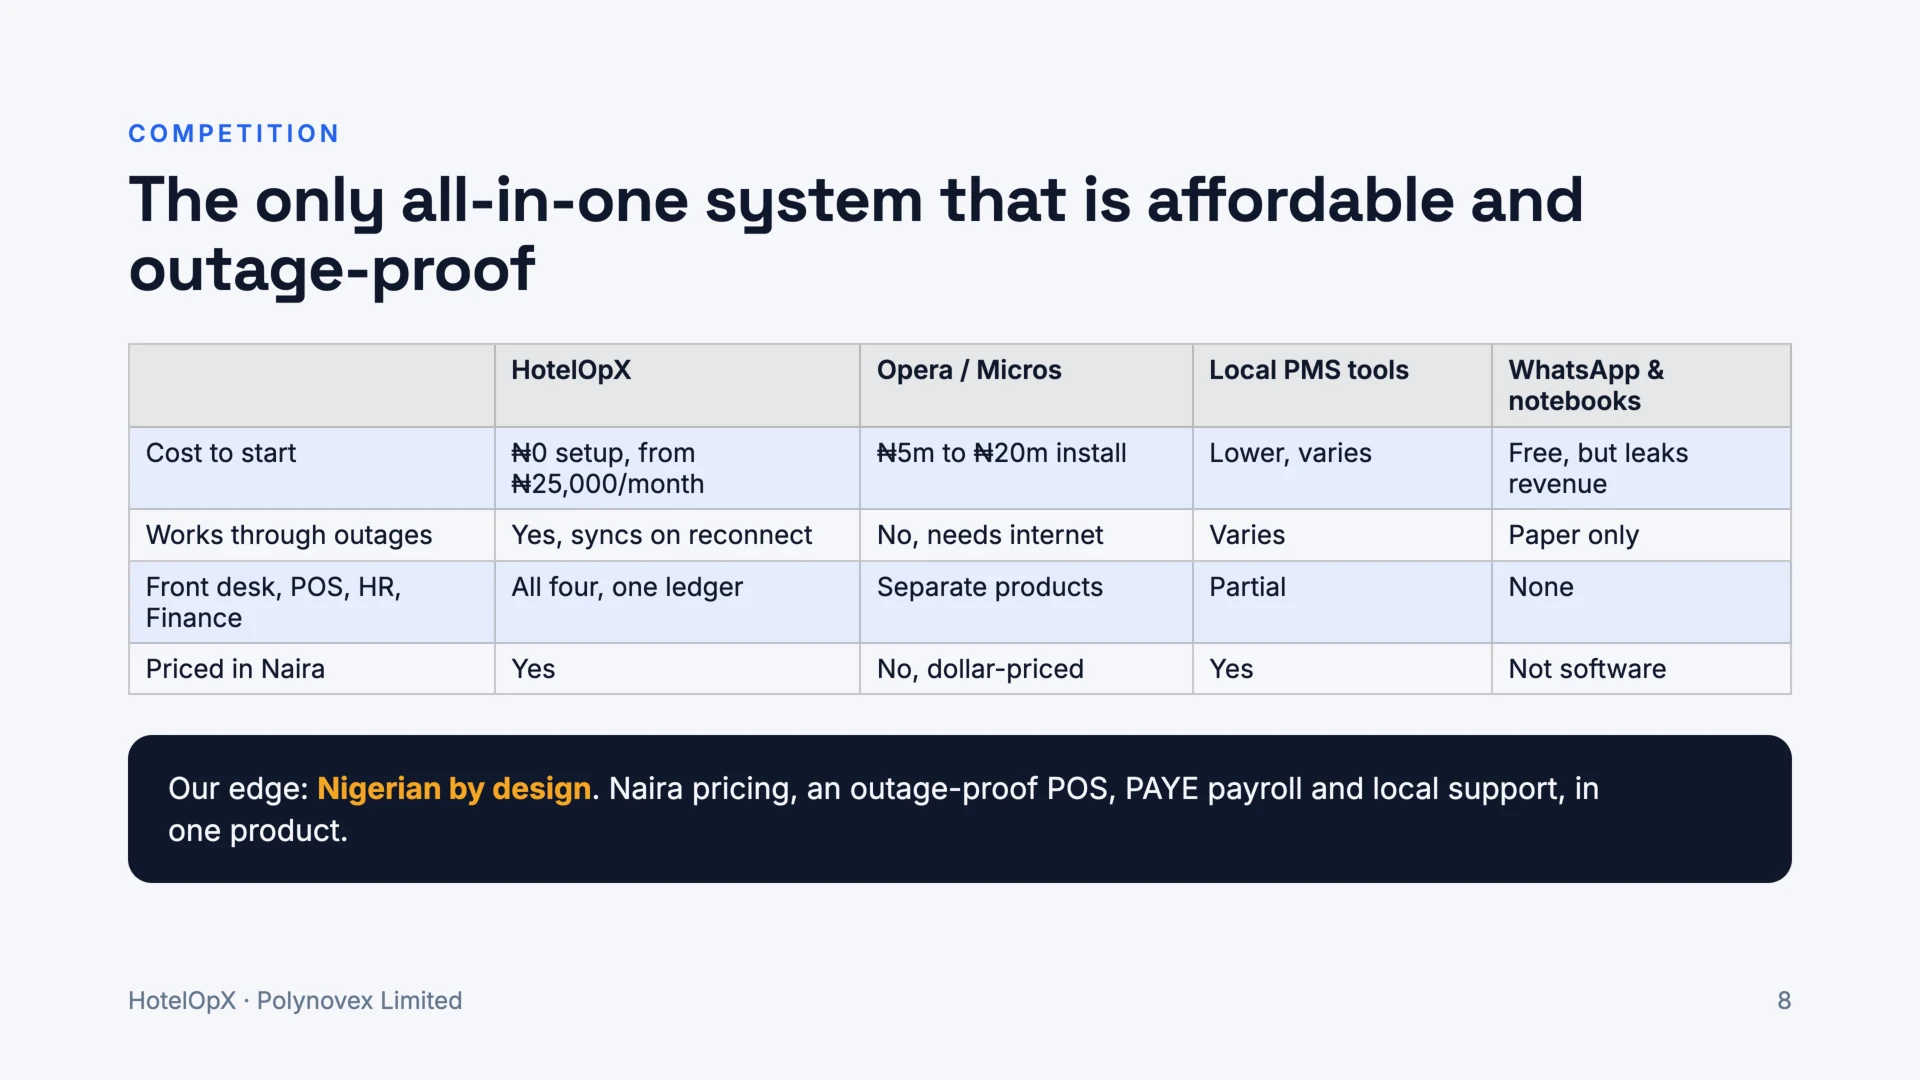 COMPETITION
The only all-in-one system that is affordable and
outage-proof
HotelOpX
Opera / Micros
Local PMS tools
WhatsApp &
notebooks
Cost to start
₦0 setup, from
₦25,000/month
₦5m to ₦20m install
Lower, varies
Free, but leaks
revenue
Works through outages
Yes, syncs on reconnect
No, needs internet
Varies
Paper only
Front desk, POS, HR,
Finance
All four, one ledger
Separate products
Partial
None
Priced in Naira
Yes
No, dollar-priced
Yes
Not software
Our edge: Nigerian by design. Naira pricing, an outage-proof POS, PAYE payroll and local support, in
one product.
HotelOpX · Polynovex Limited
8